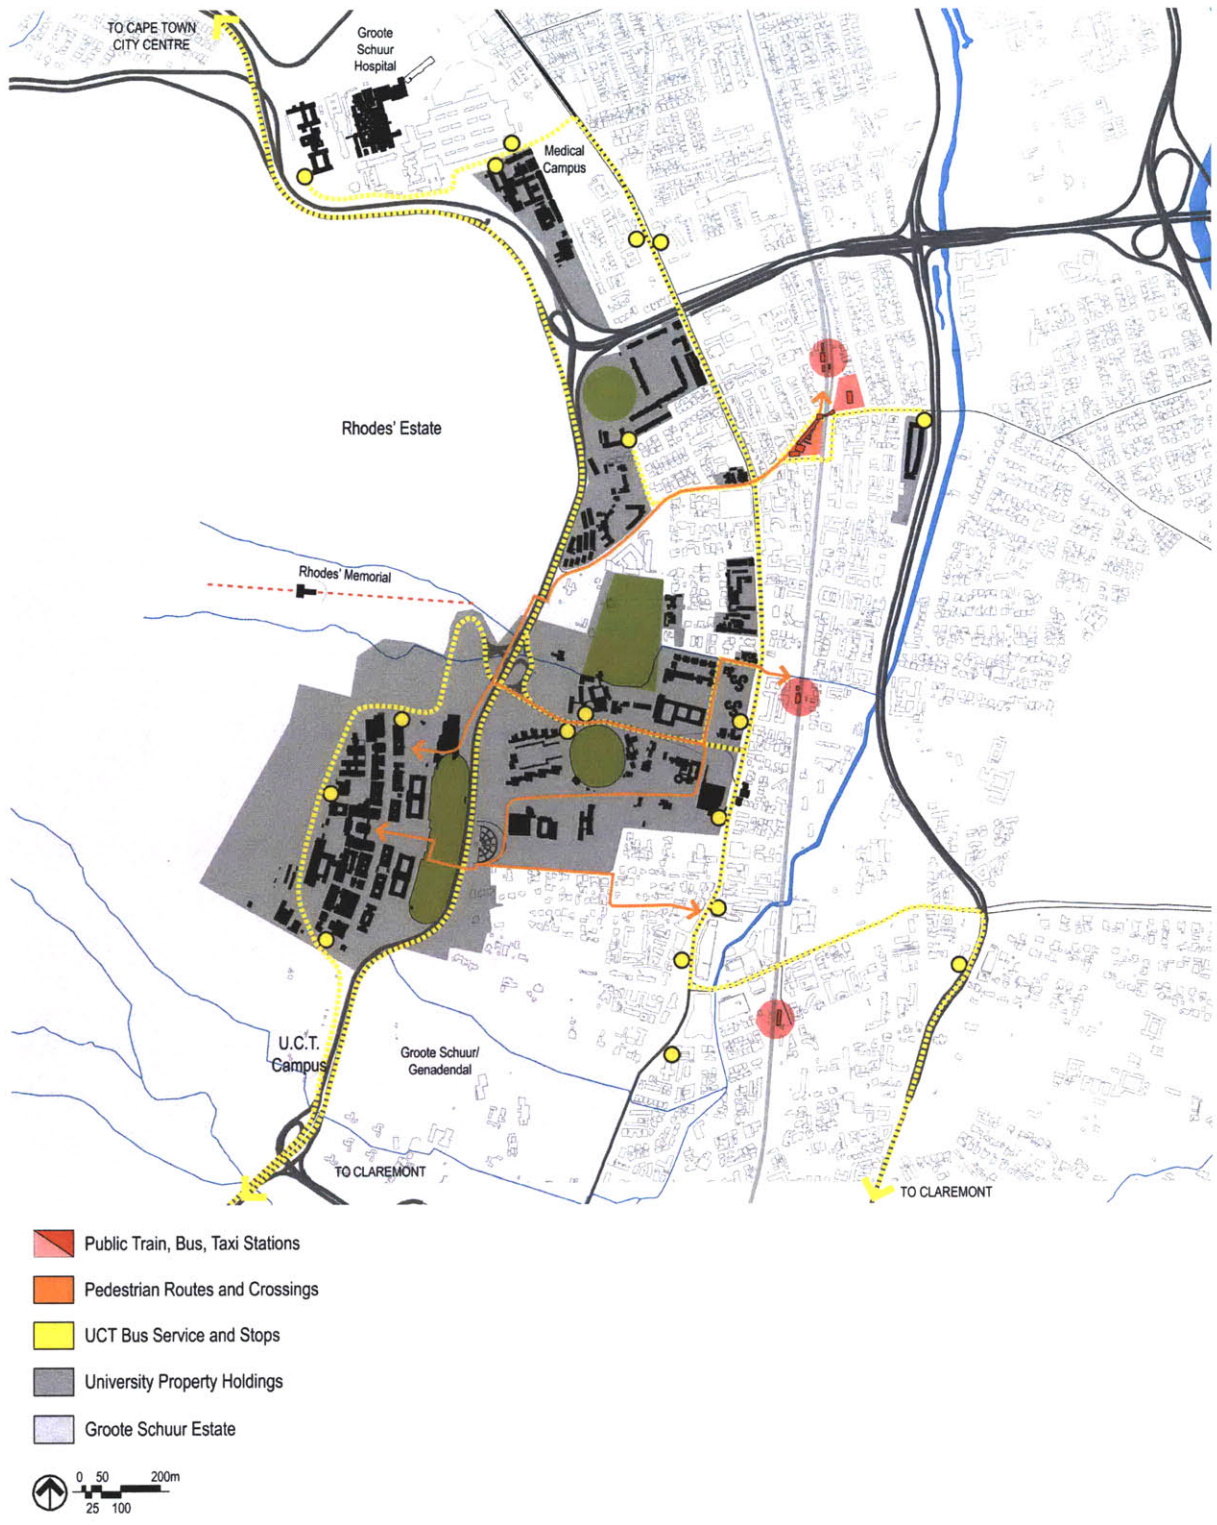 TO CAPE TOWN
CITY CENTRE
Groote
Schuur
Hospital
Medical
Campus
Rhodes' Estate
Rhodes' Memorial
U.C.T.
Campus
Groote Schuur/
Genadendal
TO CLAREMONT
TO CLAREMONT
Public Train, Bus, Taxi Stations
Pedestrian Routes and Crossings
UCT Bus Service and Stops
University Property Holdings
Groote Schuur Estate
0 50 200m
25 100